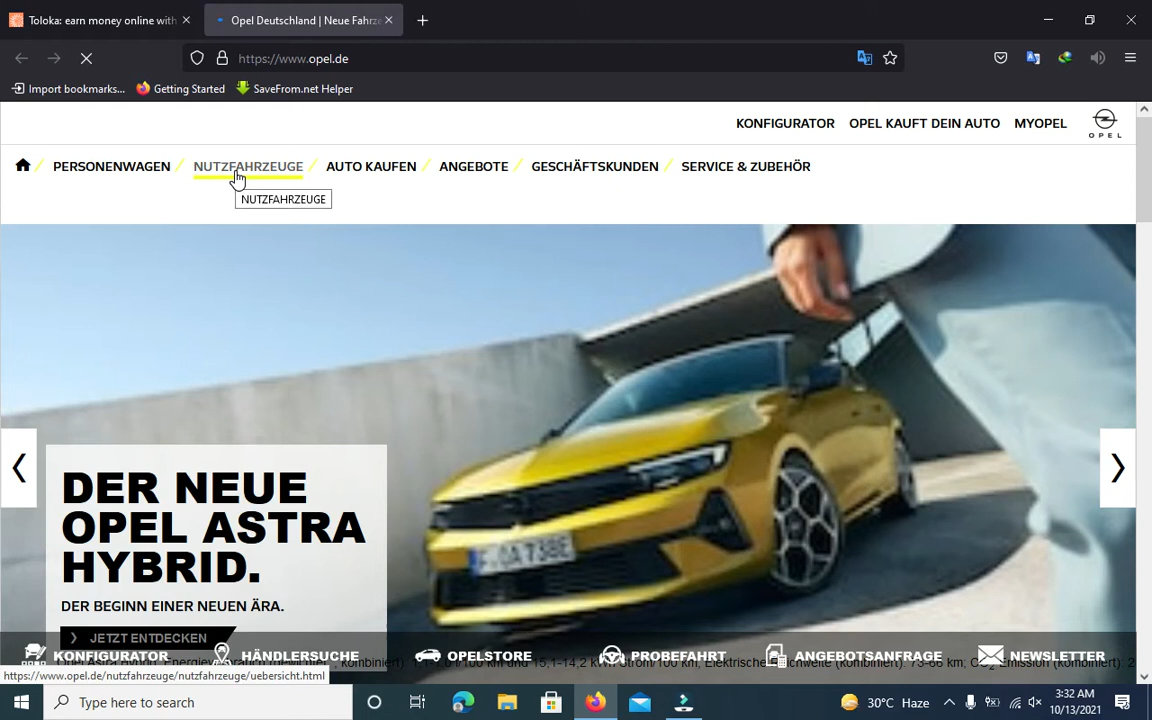 Toloka: earn money online with
Opel Deutschland | Neue Fahrze
https://www.opel.de
Import bookmarks...
Getting Started
SaveFrom.net Helper
KONFIGURATOR
OPEL KAUFT DEIN AUTO
MYOPEL
OPEL
PERSONENWAGEN
NUTZFAHRZEUGE
AUTO KAUFEN
ANGEBOTE
GESCHÄFTSKUNDEN
SERVICE & ZUBEHÖR
NUTZFAHRZEUGE
DER NEUE
OPEL ASTRA
HYBRID.
DER BEGINN EINER NEUEN ÄRA.
JETZT ENTDECKEN
KONFIGURATOR
HÄNDLERSUCHE
OPELSTORE
PROBEFAHRT
ANGEBOTSANFRAGE
NEWSLETTER
https://www.opel.de/nutzfahrzeuge/nutzfahrzeuge/uebersicht.html
Type here to search
30°C Haze
3:32 AM
10/13/2021